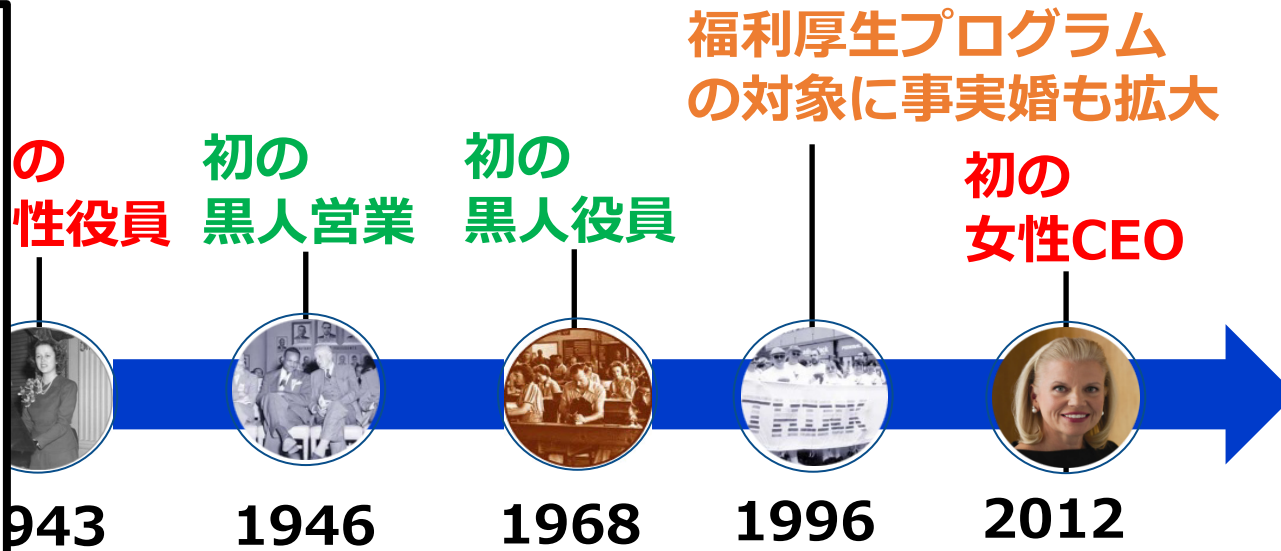 福利厚生プログラム
の対象に事実婚も拡大
の
性役員
初の
黒人営業
初の
黒人役員
初の
女性CEO
THINK
943
1946
1968
1996
2012